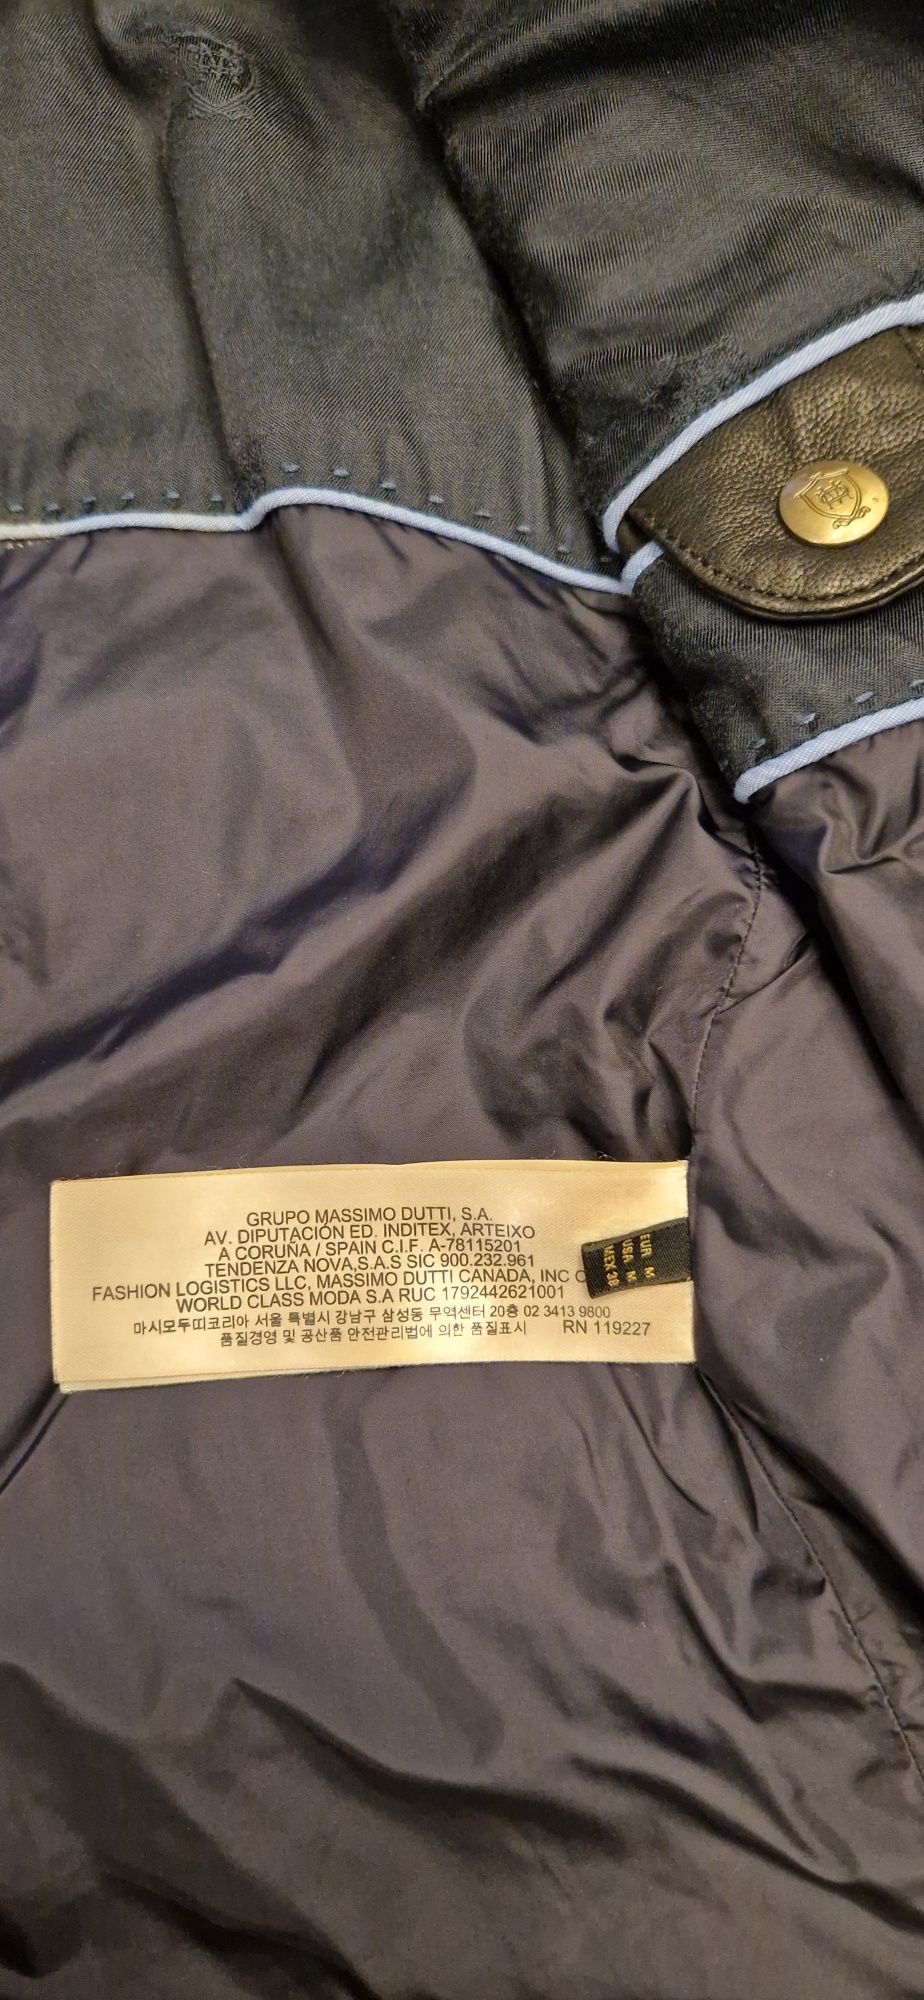 GRUPO MASSIMO DUTTI, S.A.
AV. DIPUTACIÓN ED. INDITEX, ARTEIXO
A CORUÑA / SPAIN C.I.F. A-78115201
TENDENZA NOVA,S.A.S SIC 900.232.961
FASHION LOGISTICS LLC, MASSIMO DUTTI CANADA, INC C
WORLD CLASS MODA S.A RUC 1792442621001
마시모두띠코리아 서울 특별시 강남구 삼성동 무역센터 20층 02 3413 9800
품질경영 및 공산품 안전관리법에 의한 품질표시 RN 119227
EUR M
USA M
MEX 38